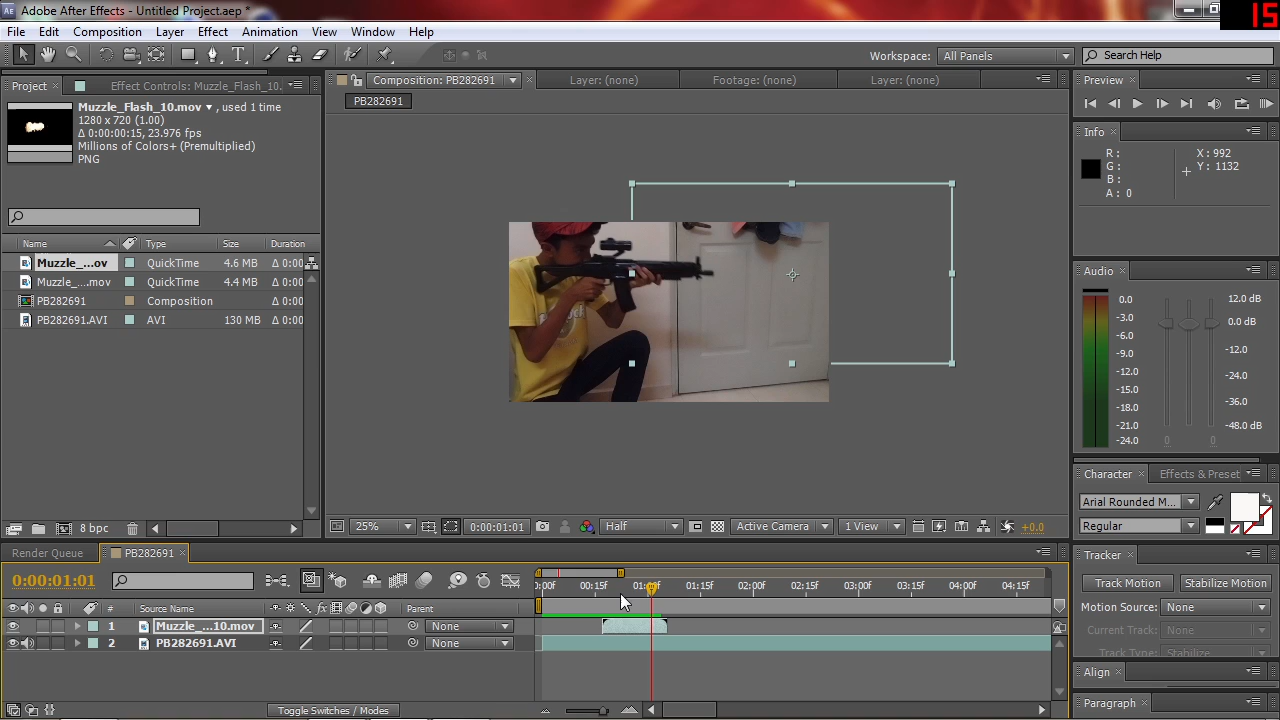 Adobe After Effects - Untitled Project.aep *
15
File Edit Composition Layer Effect Animation View Window Help
Workspace: All Panels Search Help
Project Effect Controls: Muzzle_Flash_10. Composition: PB282691 Layer: (none) Footage: (none) Layer: (none) Preview
PB282691
Muzzle_Flash_10.mov , used 1 time
1280 x 720 (1.00)
Δ 0:00:00:15, 23.976 fps
Millions of Colors+ (Premultiplied)
PNG
Info
R : X : 992
G : Y : 1132
B :
A : 0
Name Type Size Duration
Muzzle_...ov QuickTime 4.6 MB Δ 0:00
Muzzle_....mov QuickTime 4.4 MB Δ 0:00
PB282691 Composition Δ 0:00
PB282691.AVI AVI 130 MB Δ 0:00
Audio
0.0 12.0 dB
-3.0 0.0 dB
-6.0
-9.0 -12.0
-12.0
-15.0 -24.0
-18.0 -36.0
-21.0
-24.0 -48.0 dB
0 0
Character Effects & Preset
Arial Rounded M...
Regular
8 bpc
25% 0:00:01:01 Half Active Camera 1 View +0.0
Render Queue PB282691
0:00:01:01
:00f 00:15f 01:00f 01:15f 02:00f 02:15f 03:00f 03:15f 04:00f 04:15f
# Source Name Parent
1 Muzzle_...10.mov None
2 PB282691.AVI None
Toggle Switches / Modes
Tracker
Track Motion Stabilize Motion
Motion Source: None
Current Track: None
Track Type: Stabilize
Align
Paragraph